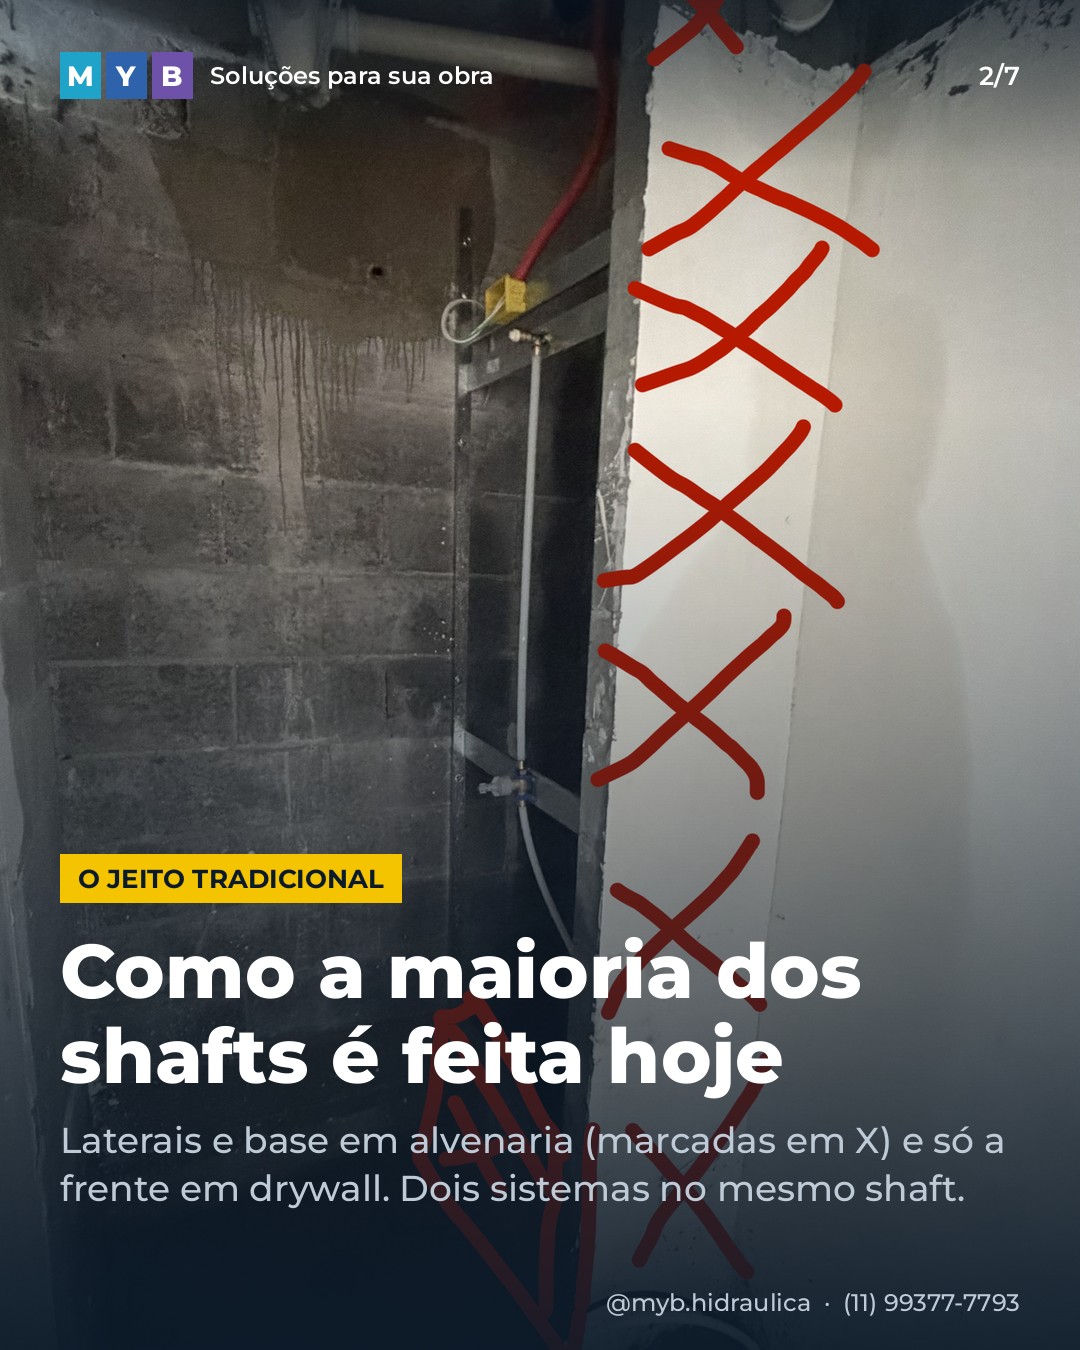 M Y B Soluções para sua obra 2/7
O JEITO TRADICIONAL
Como a maioria dos
shafts é feita hoje
Laterais e base em alvenaria (marcadas em X) e só a
frente em drywall. Dois sistemas no mesmo shaft.
@myb.hidraulica · (11) 99377-7793